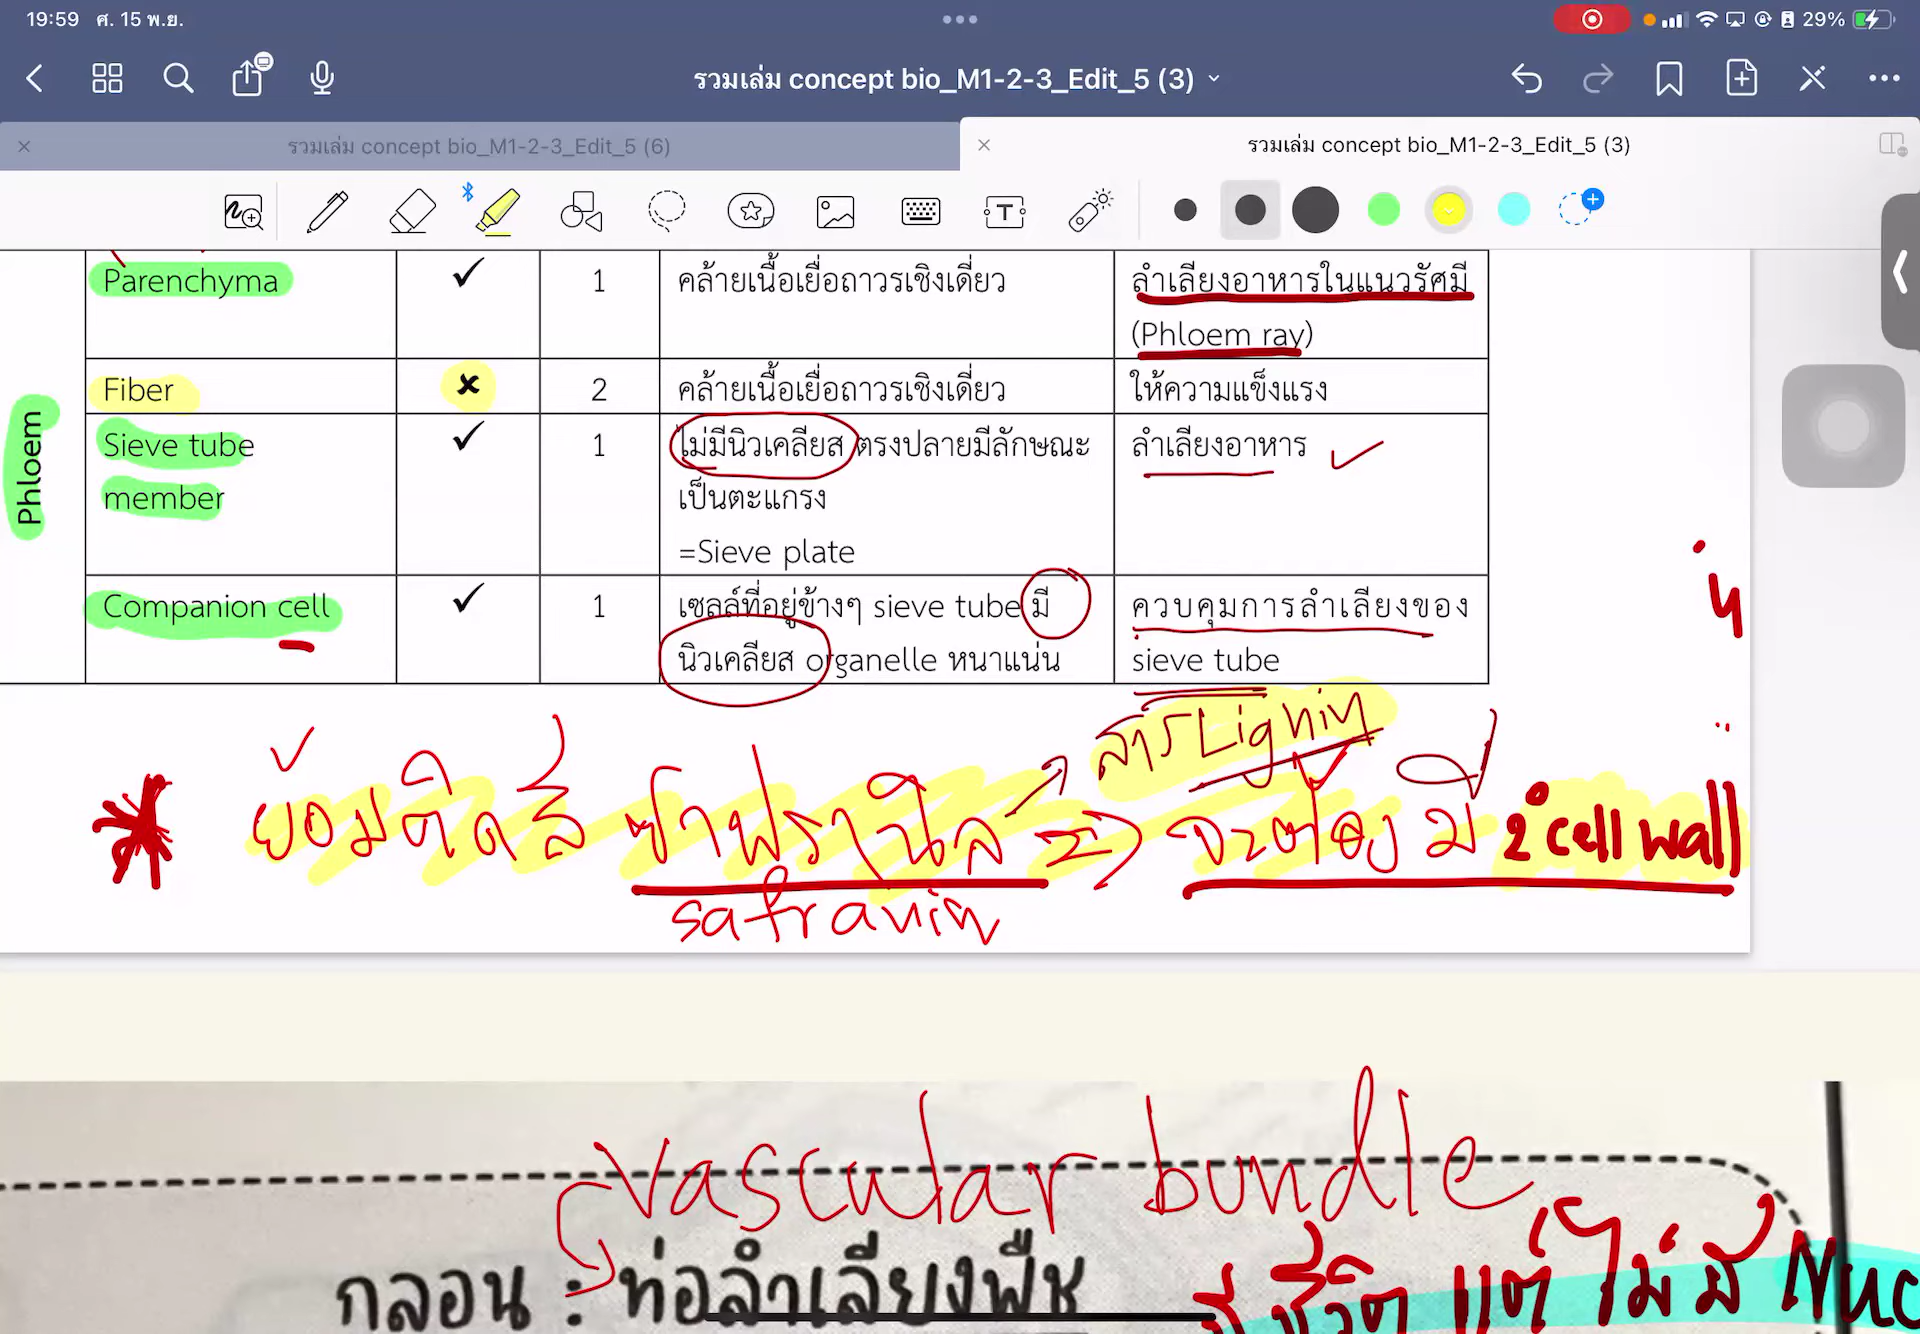 19:59 ศ. 15 พ.ย.
29%
รวมเล่ม concept bio_M1-2-3_Edit_5 (3)
รวมเล่ม concept bio_M1-2-3_Edit_5 (6)
รวมเล่ม concept bio_M1-2-3_Edit_5 (3)
Phloem
Parenchyma ✓ 1 คล้ายเนื้อเยื่อถาวรเชิงเดี่ยว ลำเลียงอาหารในแนวรัศมี
(Phloem ray)
Fiber ✘ 2 คล้ายเนื้อเยื่อถาวรเชิงเดี่ยว ให้ความแข็งแรง
Sieve tube ✓ 1 ไม่มีนิวเคลียส ตรงปลายมีลักษณะ ลำเลียงอาหาร
member เป็นตะแกรง
=Sieve plate
Companion cell ✓ 1 เซลล์ที่อยู่ข้างๆ sieve tube มี ควบคุมการลำเลียงของ
นิวเคลียส organelle หนาแน่น sieve tube
สาร Lignin
ย้อมติดสี ซาฟรานิล => จะต้อง มี 2° cell wall
safranin
vascular bundle
กลอน : ท่อลำเลียงพืช
มีชีวิต แต่ ไม่ มี Nuc